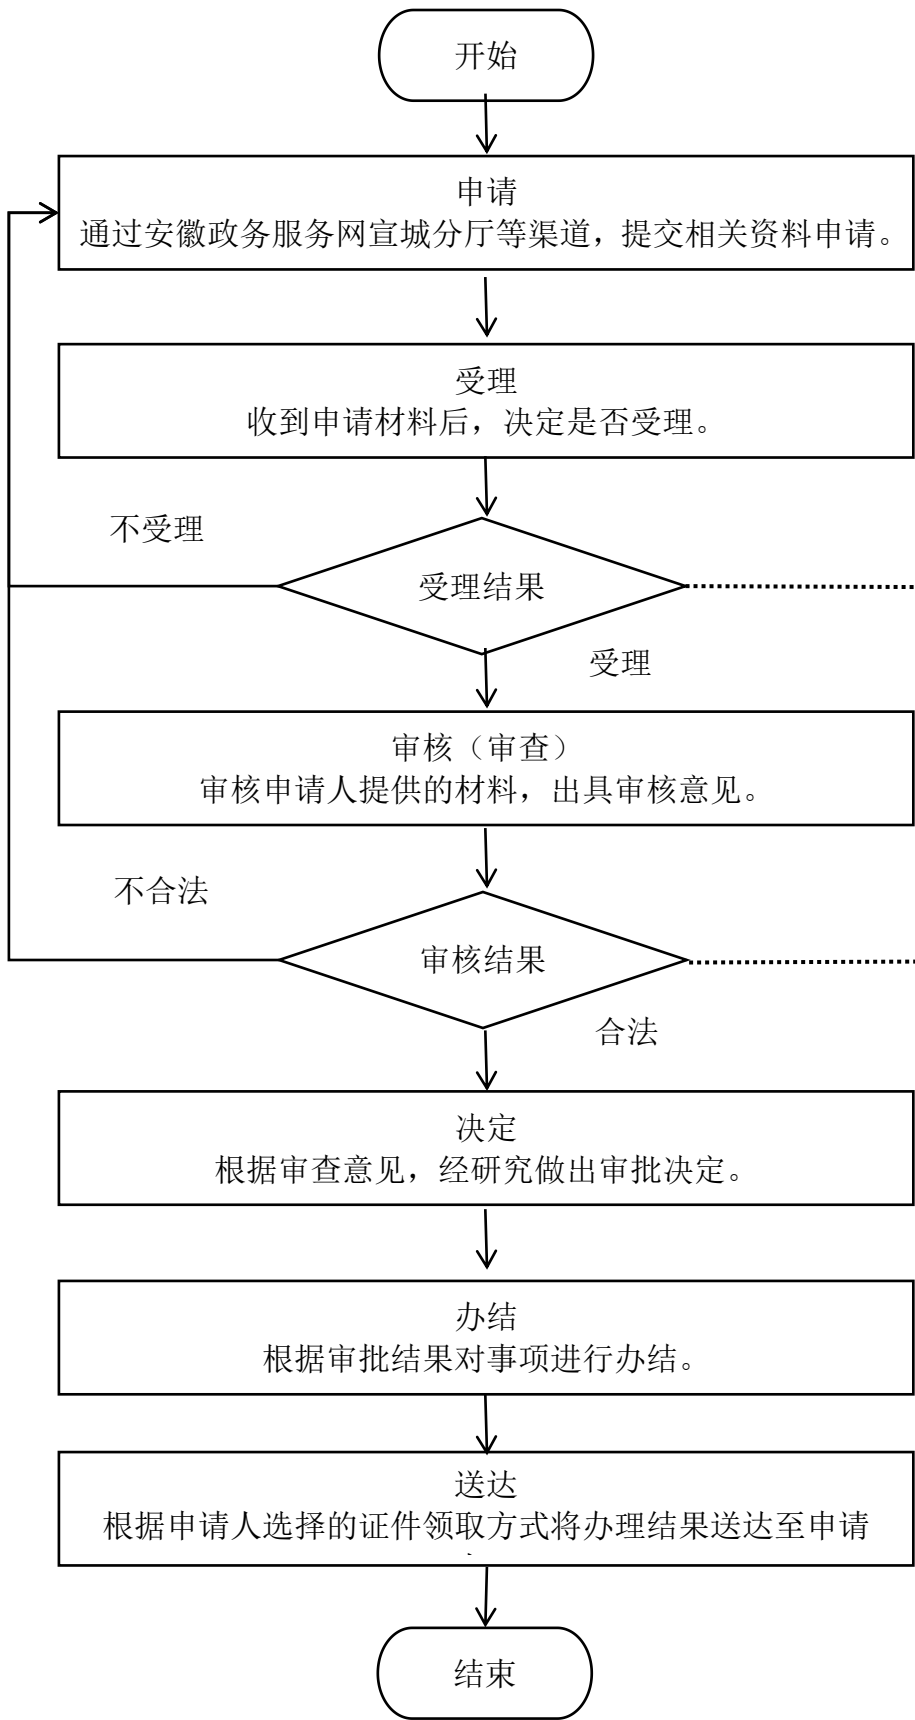 开始
申请
通过安徽政务服务网宣城分厅等渠道，提交相关资料申请。
受理
收到申请材料后，决定是否受理。
不受理
受理结果
受理
审核（审查）
审核申请人提供的材料，出具审核意见。
不合法
审核结果
合法
决定
根据审查意见，经研究做出审批决定。
办结
根据审批结果对事项进行办结。
送达
根据申请人选择的证件领取方式将办理结果送达至申请
结束